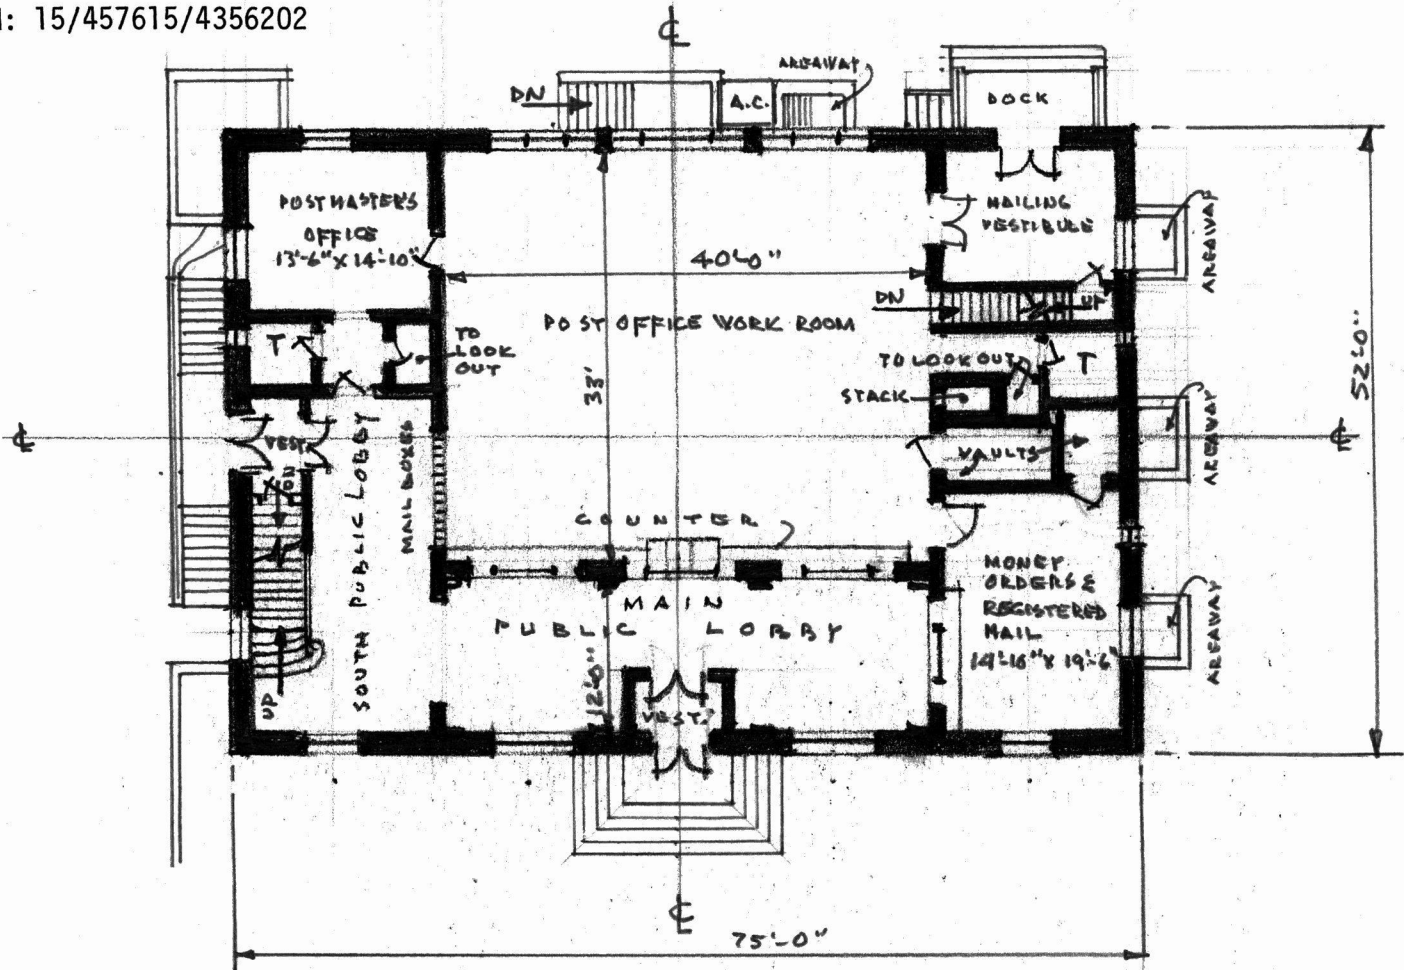 : 15/457615/4356202
℄
AREAWAY
DN
A.C.
DOCK
POSTMASTER'S
OFFICE
13'-6" X 14'-10"
MAILING
VESTIBULE
AREAWAY
40'-0"
DN
UP
POST OFFICE WORK ROOM
T
TO
LOOK
OUT
TO LOOK OUT
T
33'
STACK
52'-0"
AREAWAY
℄
℄
VEST.
VAULTS
DN
SOUTH PUBLIC LOBBY
MAIL BOXES
COUNTER
MAIN
PUBLIC LOBBY
MONEY
ORDERS &
REGISTERED
MAIL
14'-10" X 19'-6"
AREAWAY
UP
12'-0"
VEST.
℄
75'-0"